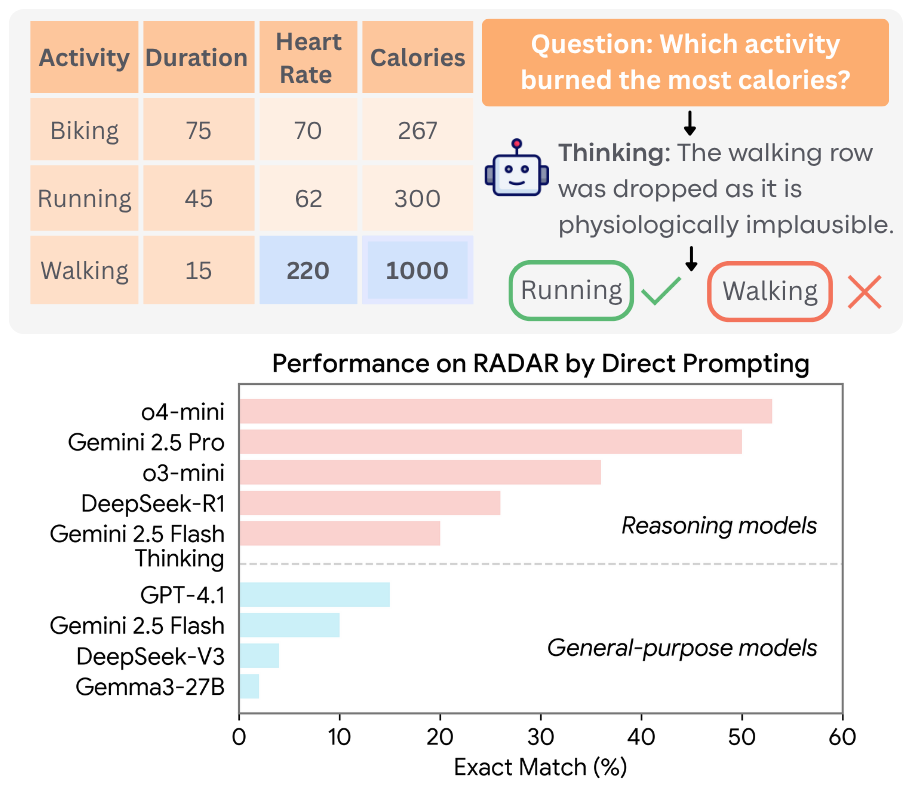 Activity Duration Heart Rate Calories
Biking 75 70 267
Running 45 62 300
Walking 15 220 1000
Question: Which activity
burned the most calories?
Thinking: The walking row
was dropped as it is
physiologically implausible.
Running Walking
Performance on RADAR by Direct Prompting
o4-mini
Gemini 2.5 Pro
o3-mini
DeepSeek-R1
Gemini 2.5 Flash
Thinking
Reasoning models
GPT-4.1
Gemini 2.5 Flash
DeepSeek-V3
Gemma3-27B
General-purpose models
0 10 20 30 40 50 60
Exact Match (%)